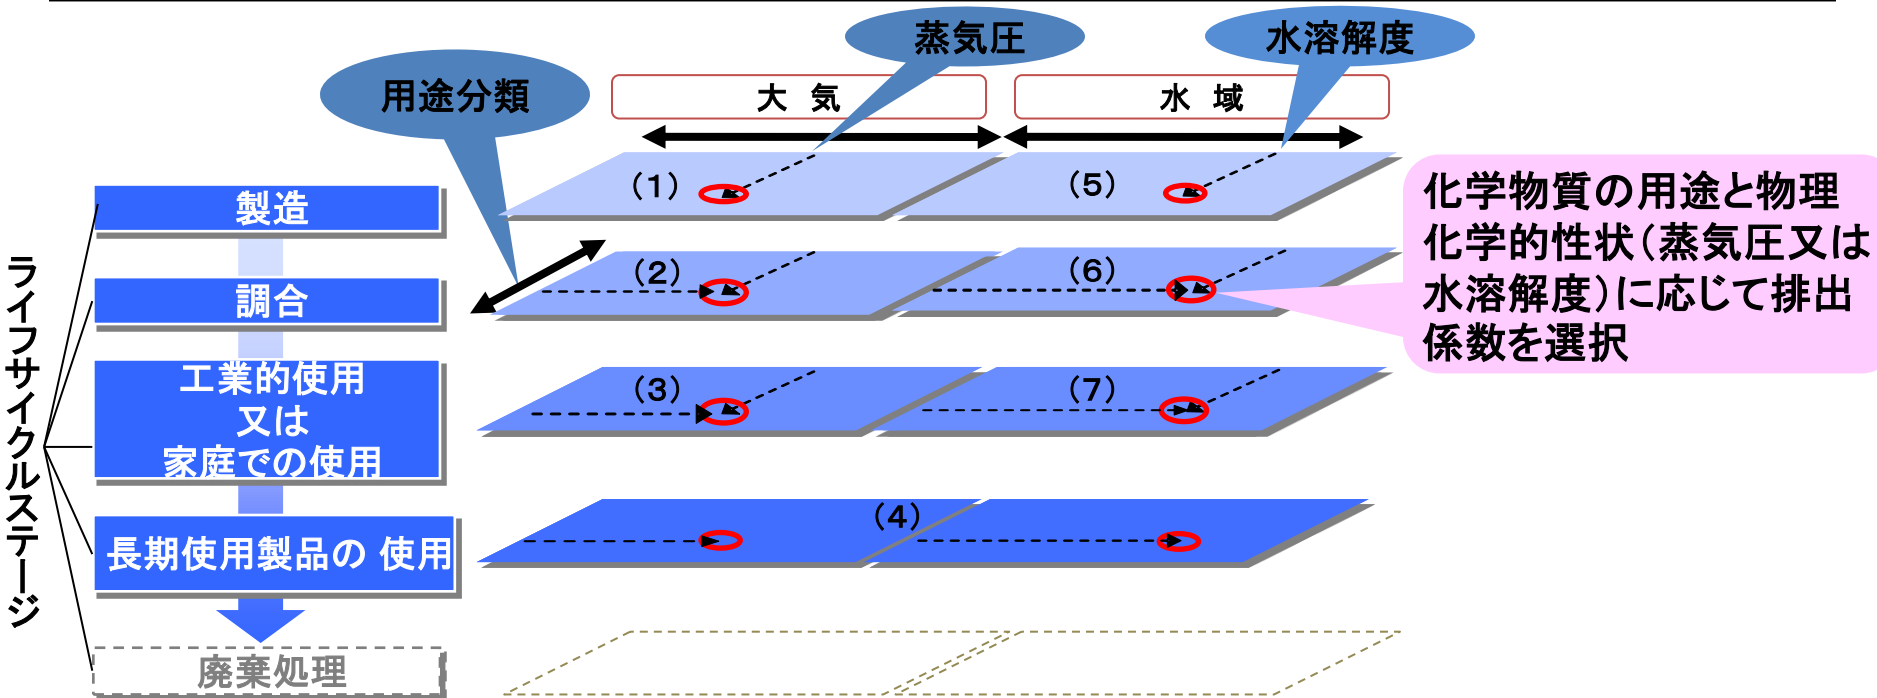 蒸気圧
水溶解度
用途分類
大 気
水 域
ライフサイクルステージ
製造
調合
工業的使用
又は
家庭での使用
長期使用製品の 使用
廃棄処理
（1）
（5）
（2）
（6）
（3）
（7）
（4）
化学物質の用途と物理
化学的性状（蒸気圧又は
水溶解度）に応じて排出
係数を選択